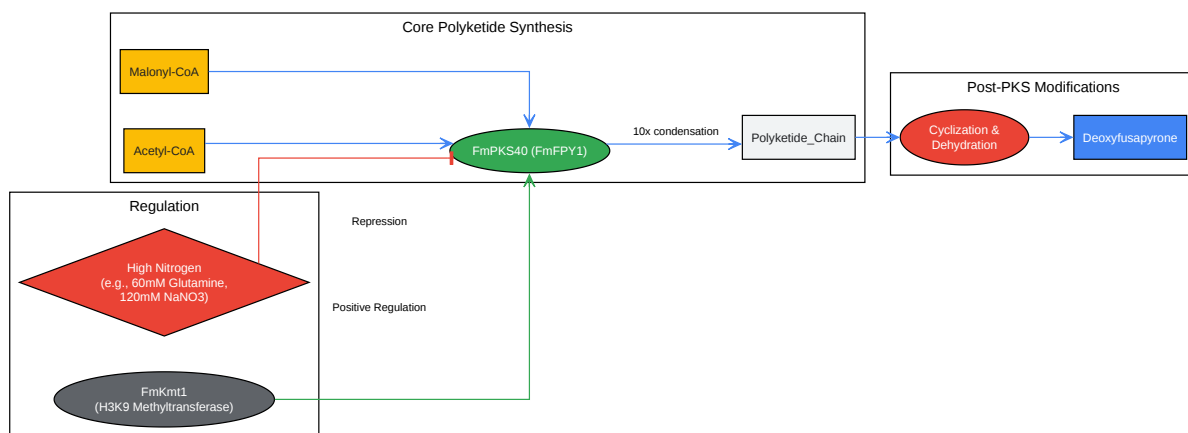 Core Polyketide Synthesis
Malonyl-CoA
Acetyl-CoA
FmPKS40 (FmFPY1)
10x condensation
Polyketide_Chain
Post-PKS Modifications
Cyclization &
Dehydration
Deoxyfusapyrone
Regulation
High Nitrogen
(e.g., 60mM Glutamine,
120mM NaNO3)
Repression
Positive Regulation
FmKmt1
(H3K9 Methyltransferase)